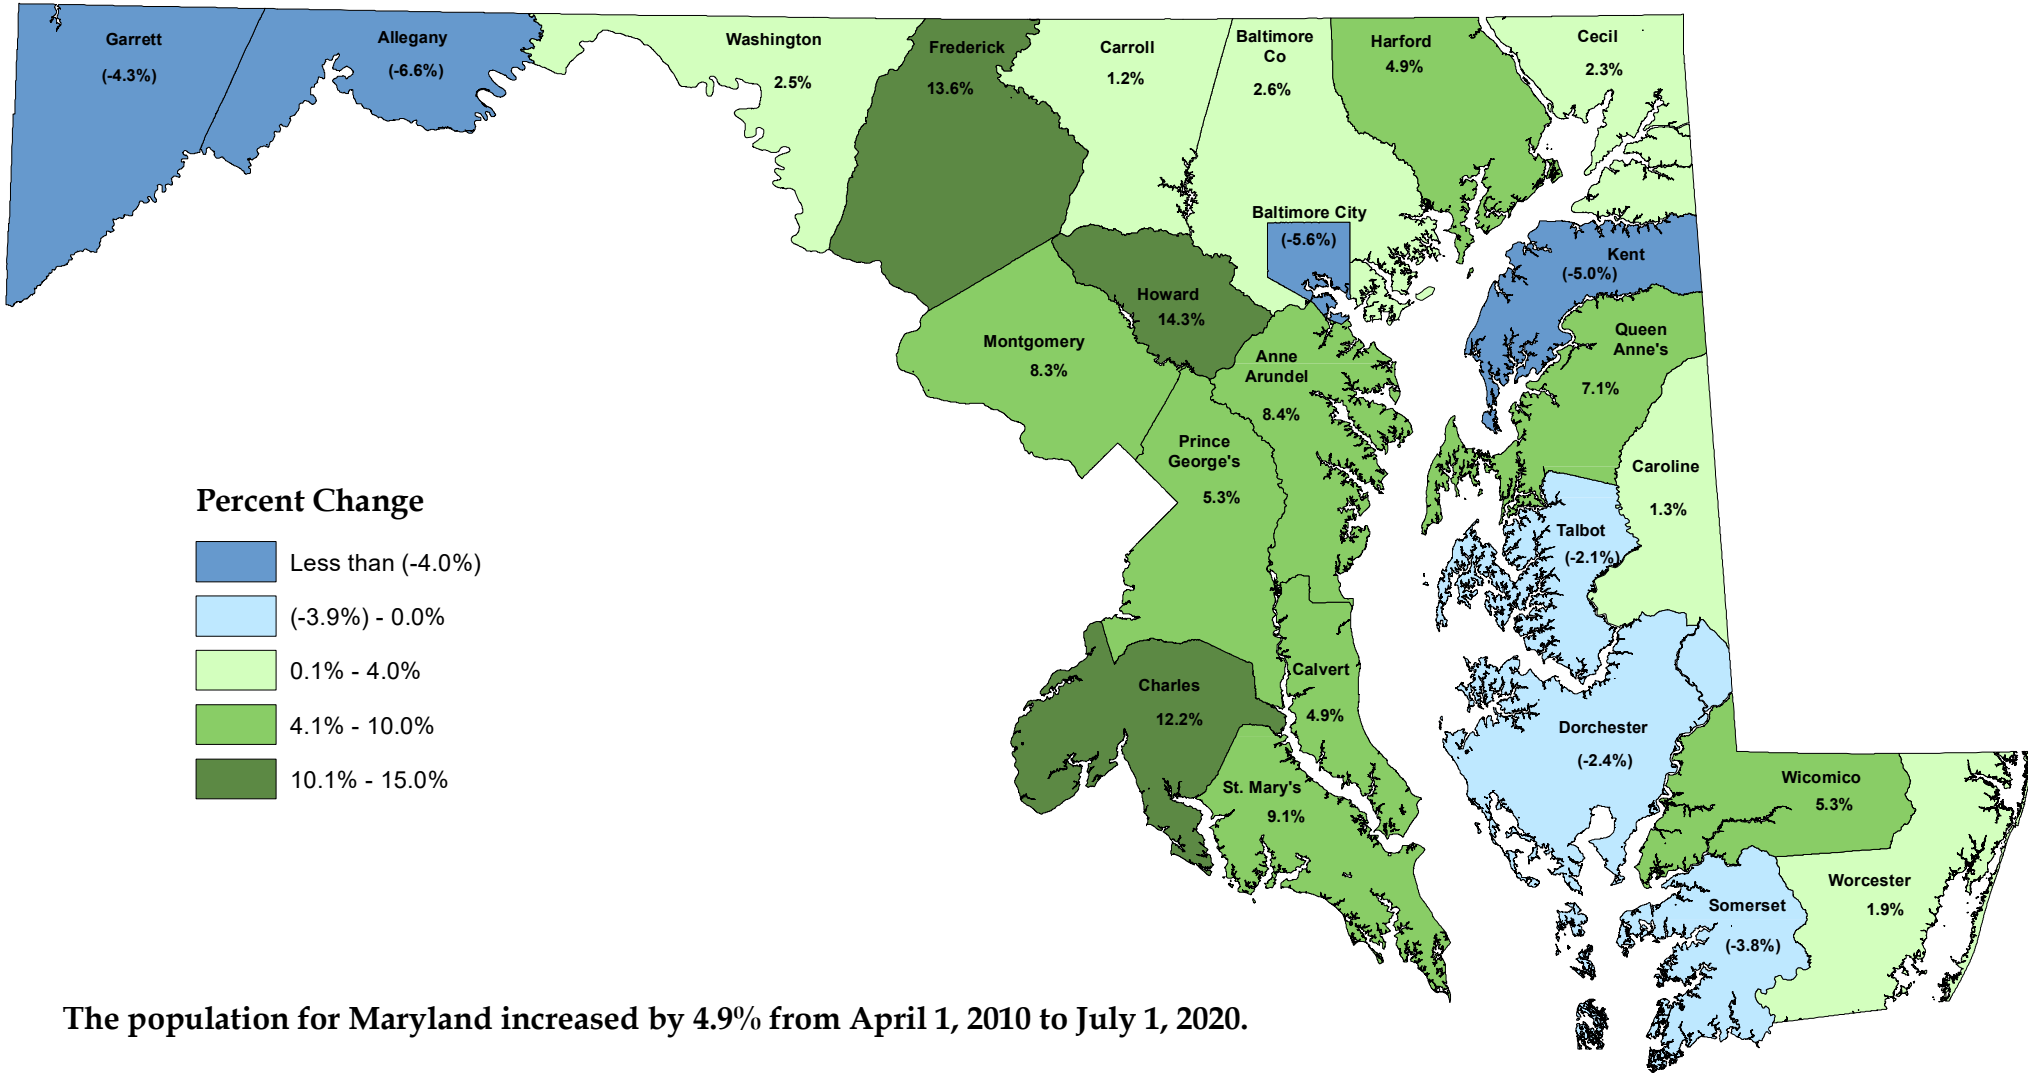 Garrett
(-4.3%)
Allegany
(-6.6%)
Washington
2.5%
Frederick
13.6%
Carroll
1.2%
Baltimore
Co
2.6%
Harford
4.9%
Cecil
2.3%
Baltimore City
(-5.6%)
Kent
(-5.0%)
Howard
14.3%
Queen
Anne's
7.1%
Montgomery
8.3%
Anne
Arundel
8.4%
Prince
George's
5.3%
Caroline
1.3%
Talbot
(-2.1%)
Percent Change
Less than (-4.0%)
(-3.9%) - 0.0%
0.1% - 4.0%
4.1% - 10.0%
10.1% - 15.0%
Charles
12.2%
Calvert
4.9%
Dorchester
(-2.4%)
St. Mary's
9.1%
Wicomico
5.3%
Worcester
1.9%
Somerset
(-3.8%)
The population for Maryland increased by 4.9% from April 1, 2010 to July 1, 2020.